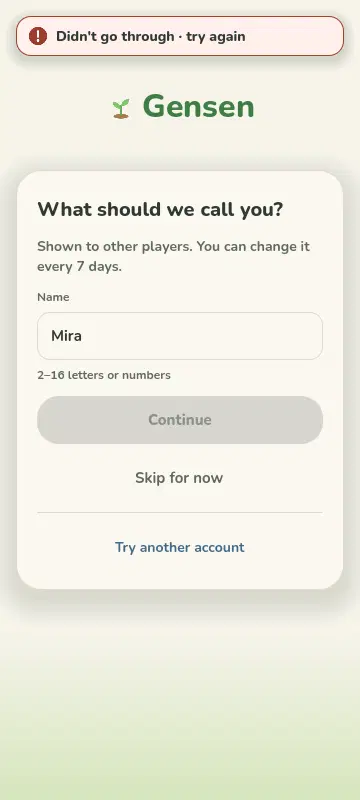 Didn't go through · try again
Gensen
What should we call you?
Shown to other players. You can change it
every 7 days.
Name
Mira
2–16 letters or numbers
Continue
Skip for now
Try another account